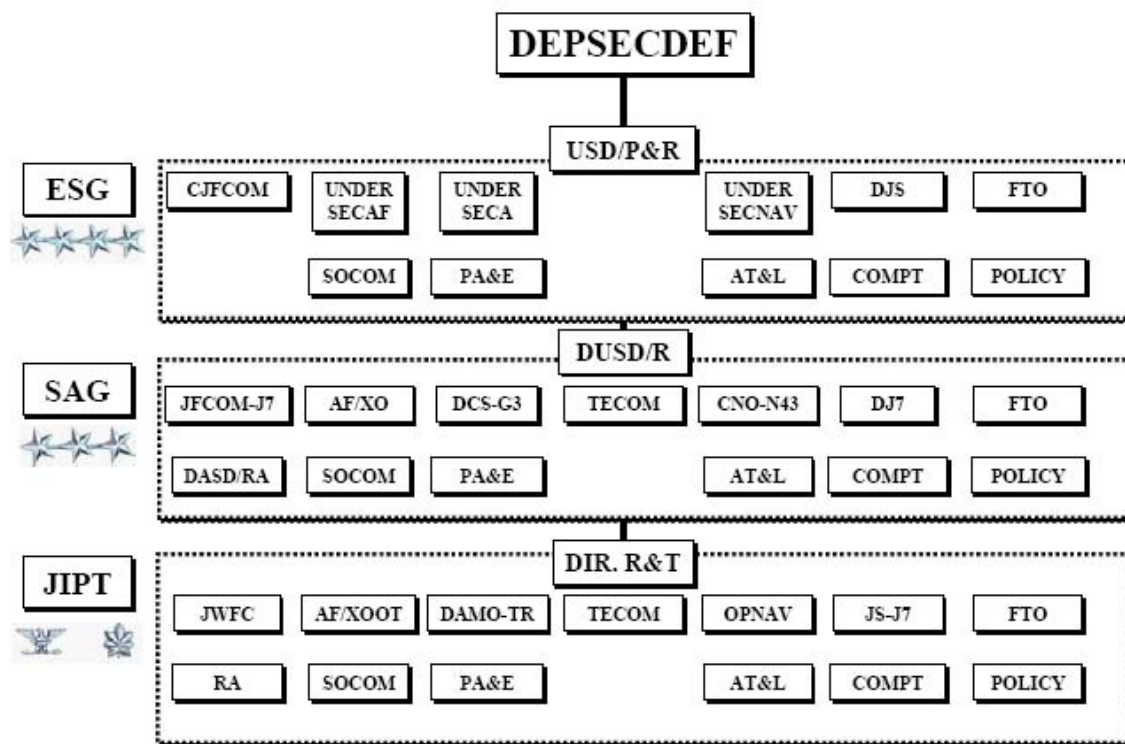 DEPSECDEF
USD/P&R
ESG
CJFCOM
UNDER
SECAF
UNDER
SECA
UNDER
SECNAV
DJS
FTO
SOCOM
PA&E
AT&L
COMPT
POLICY
DUSD/R
SAG
JFCOM-J7
AF/XO
DCS-G3
TECOM
CNO-N43
DJ7
FTO
DASD/RA
SOCOM
PA&E
AT&L
COMPT
POLICY
DIR. R&T
JIPT
JWFC
AF/XOOT
DAMO-TR
TECOM
OPNAV
JS-J7
FTO
RA
SOCOM
PA&E
AT&L
COMPT
POLICY